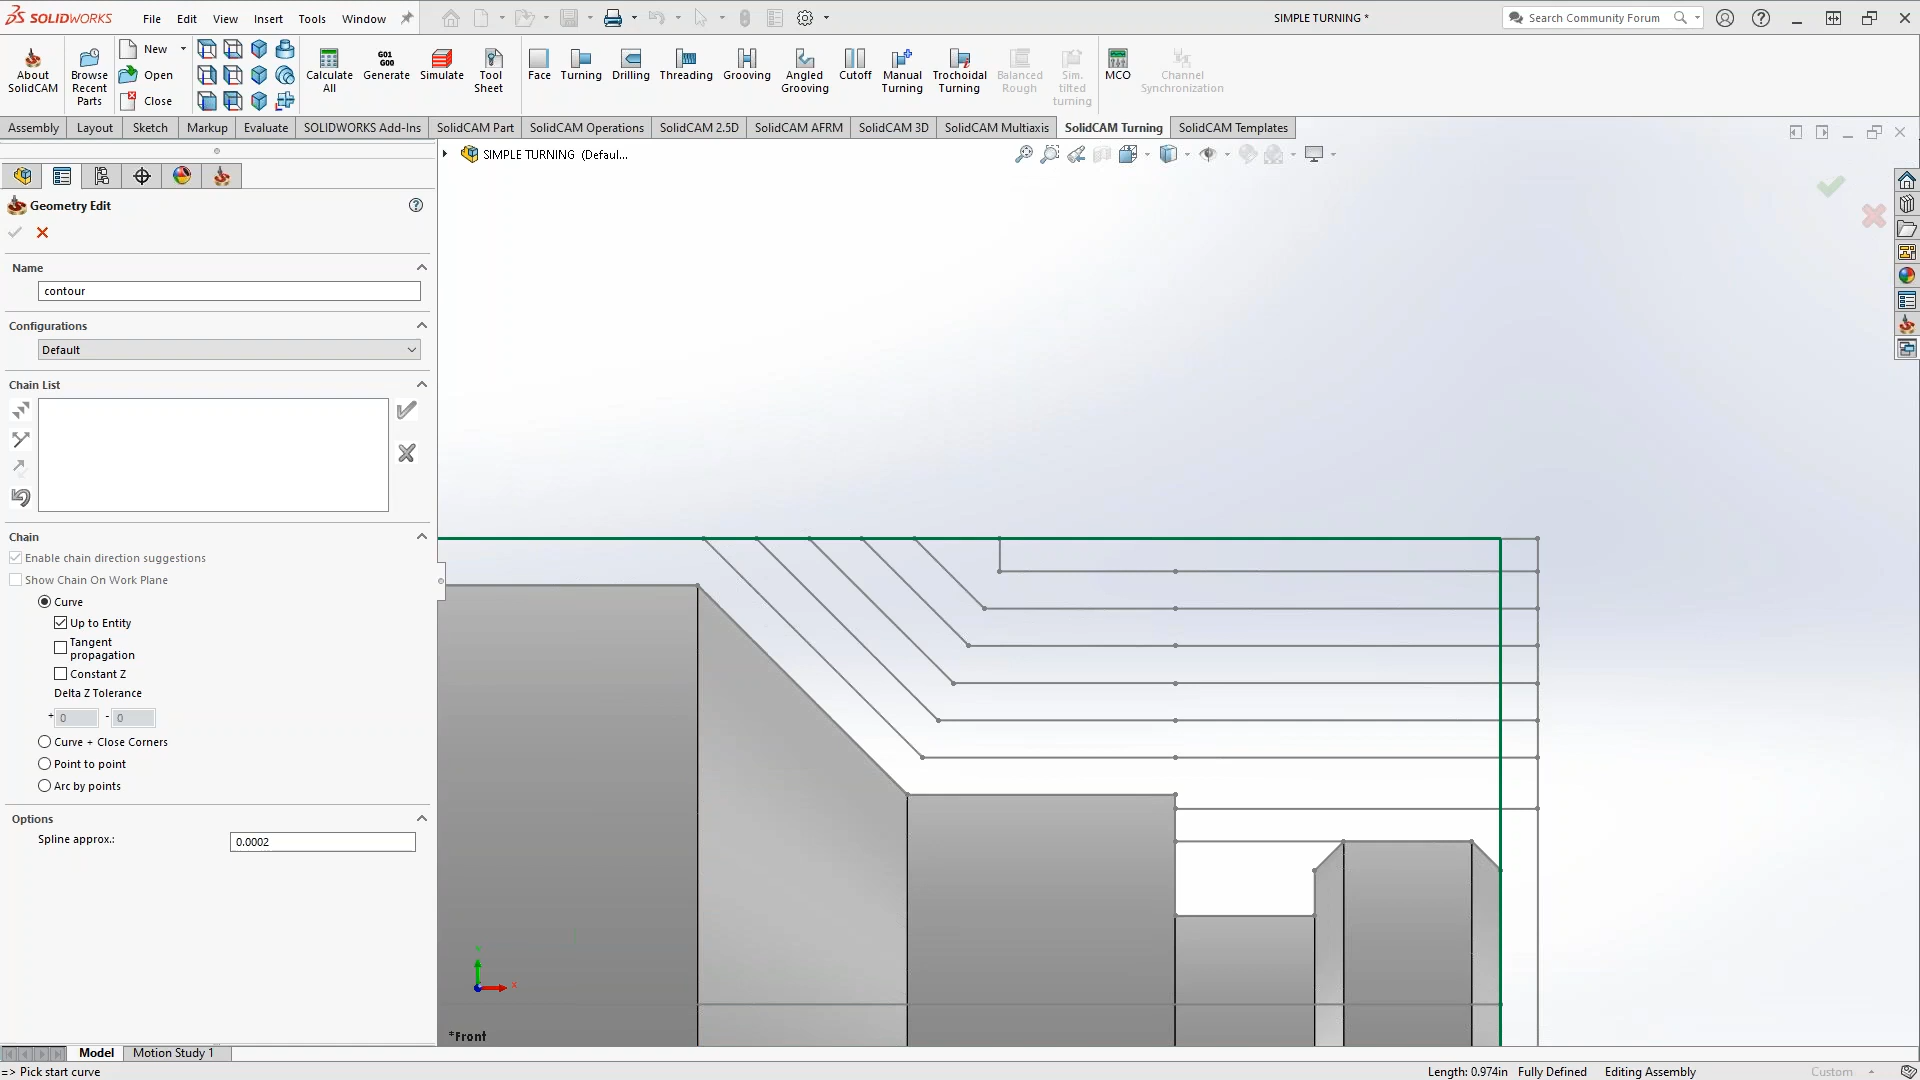 SOLIDWORKS File Edit View Insert Tools Window SIMPLE TURNING * Search Community Forum
About SolidCAM
Browse Recent Parts
New
Open
Close
Calculate All
G01 G00
Generate
Simulate
Tool Sheet
Face
Turning
Drilling
Threading
Grooving
Angled Grooving
Cutoff
Manual Turning
Trochoidal Turning
Balanced Rough
Sim. tilted turning
MCO
Channel Synchronization
Assembly Layout Sketch Markup Evaluate SOLIDWORKS Add-Ins SolidCAM Part SolidCAM Operations SolidCAM 2.5D SolidCAM AFRM SolidCAM 3D SolidCAM Multiaxis SolidCAM Turning SolidCAM Templates
SIMPLE TURNING (Defaul...
Geometry Edit
Name
contour
Configurations
Default
Chain List
Chain
Enable chain direction suggestions
Show Chain On Work Plane
Curve
Up to Entity
Tangent
propagation
Constant Z
Delta Z Tolerance
+ 0 - 0
Curve + Close Corners
Point to point
Arc by points
Options
Spline approx.: 0.0002
X
*Front
Model Motion Study 1
=> Pick start curve Length: 0.974in Fully Defined Editing Assembly Custom